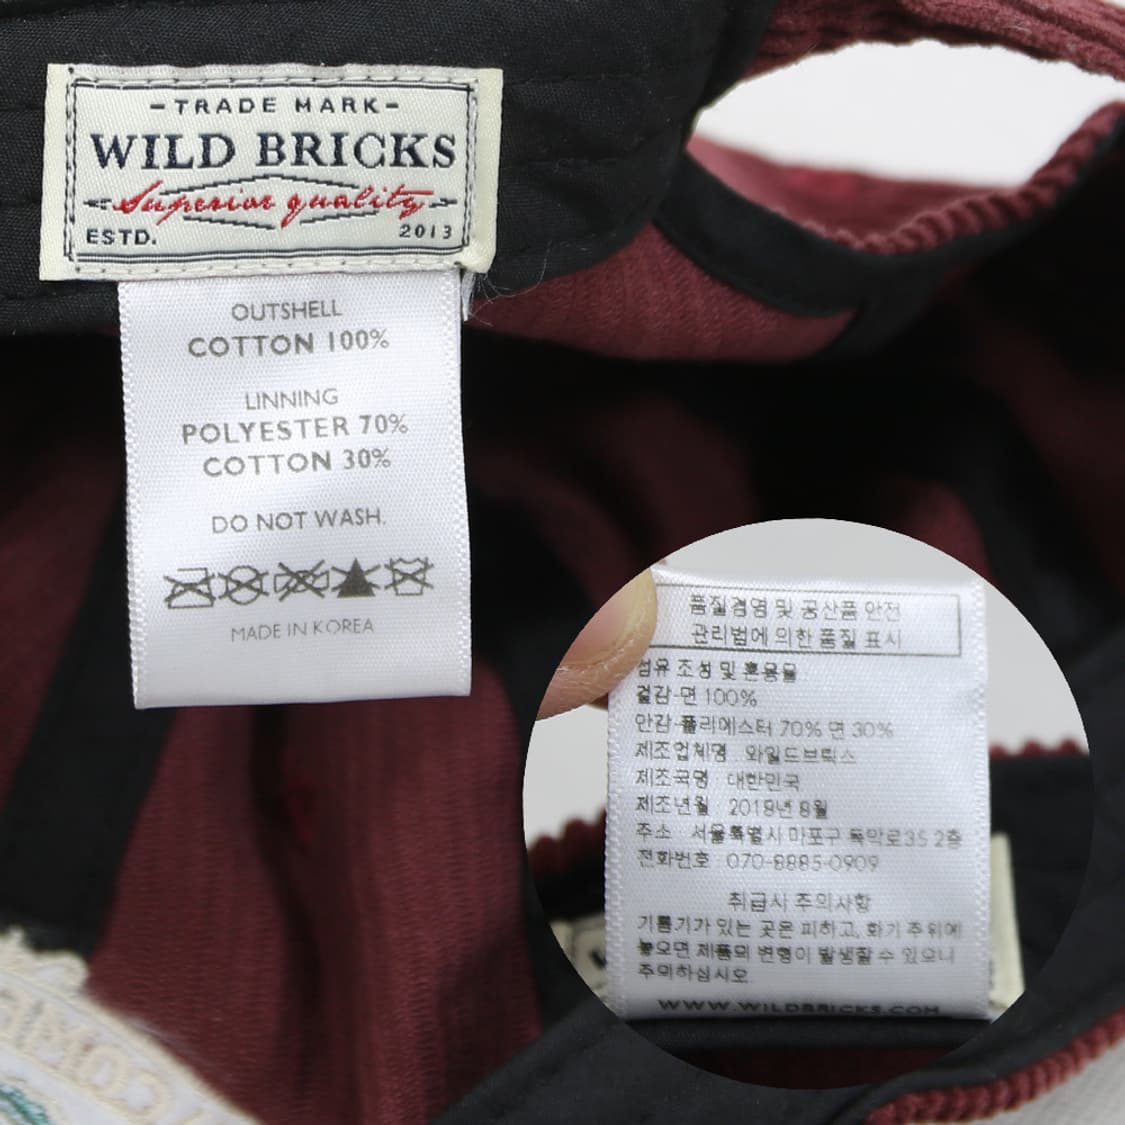 -TRADE MARK-
WILD BRICKS
Superior quality
ESTD. 2013
OUTSHELL
COTTON 100%
LINNING
POLYESTER 70%
COTTON 30%
DO NOT WASH.
MADE IN KOREA
품질경영 및 공산품 안전
관리법에 의한 품질 표시
섬유 조성 및 혼용율
겉감-면 100%
안감-폴리에스터 70% 면 30%
제조업체명 : 와일드브릭스
제조국명 : 대한민국
제조년월 : 2018년 8월
주소 : 서울특별시 마포구 독막로35 2층
전화번호 : 070-8885-0909
취급시 주의사항
기름기가 있는 곳은 피하고, 화기 주위에
놓으면 제품의 변형이 발생할 수 있으니
주의하십시오.
WWW.WILDBRICKS.COM